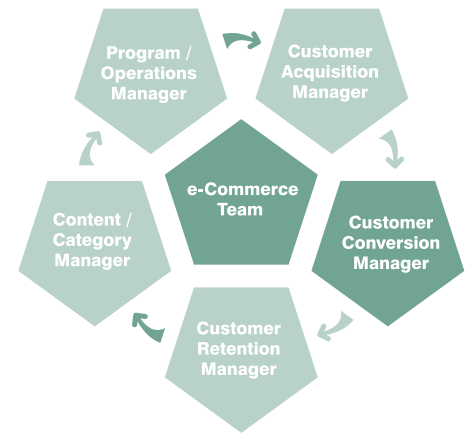 Program /
Operations
Manager
Customer
Acquisition
Manager
e-Commerce
Team
Content /
Category
Manager
Customer
Conversion
Manager
Customer
Retention
Manager